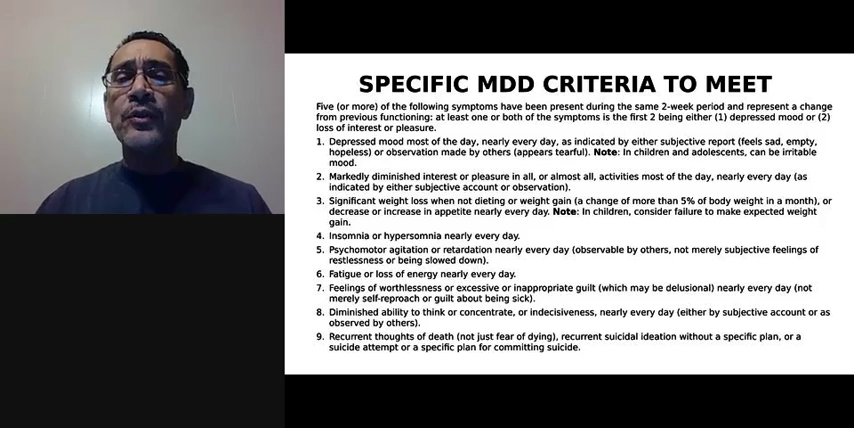 SPECIFIC MDD CRITERIA TO MEET
Five (or more) of the following symptoms have been present during the same 2-week period and represent a change
from previous functioning: at least one or both of the symptoms is the first 2 being either (1) depressed mood or (2)
loss of interest or pleasure.
1. Depressed mood most of the day, nearly every day, as indicated by either subjective report (feels sad, empty,
hopeless) or observation made by others (appears tearful). Note: In children and adolescents, can be irritable
mood.
2. Markedly diminished interest or pleasure in all, or almost all, activities most of the day, nearly every day (as
indicated by either subjective account or observation).
3. Significant weight loss when not dieting or weight gain (a change of more than 5% of body weight in a month), or
decrease or increase in appetite nearly every day. Note: In children, consider failure to make expected weight
gain.
4. Insomnia or hypersomnia nearly every day.
5. Psychomotor agitation or retardation nearly every day (observable by others, not merely subjective feelings of
restlessness or being slowed down).
6. Fatigue or loss of energy nearly every day.
7. Feelings of worthlessness or excessive or inappropriate guilt (which may be delusional) nearly every day (not
merely self-reproach or guilt about being sick).
8. Diminished ability to think or concentrate, or indecisiveness, nearly every day (either by subjective account or as
observed by others).
9. Recurrent thoughts of death (not just fear of dying), recurrent suicidal ideation without a specific plan, or a
suicide attempt or a specific plan for committing suicide.